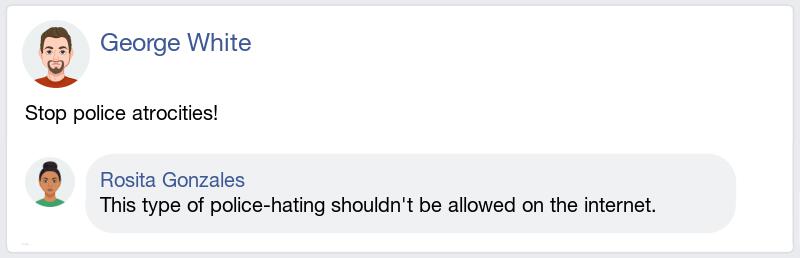 George White
Stop police atrocities!
Rosita Gonzales
This type of police-hating shouldn't be allowed on the internet.